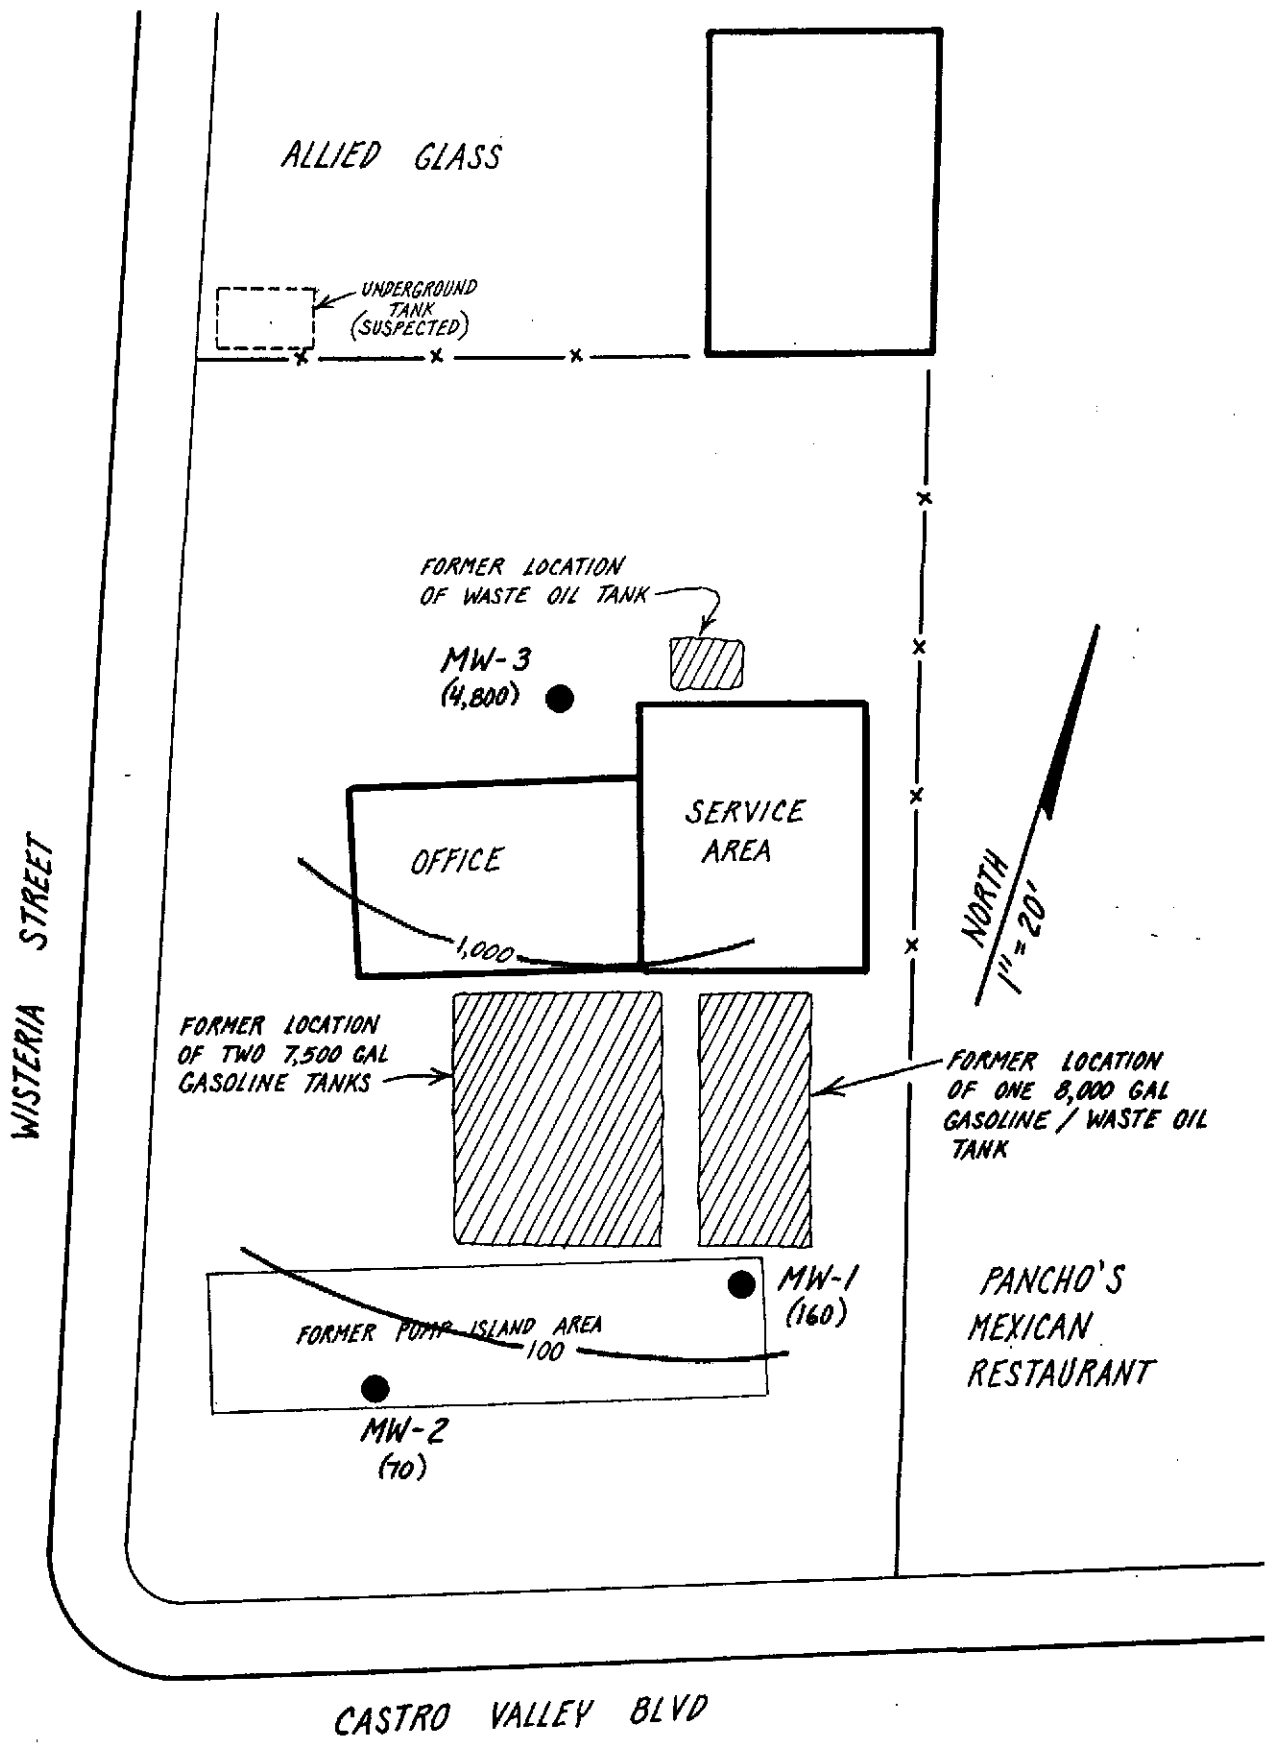 ALLIED GLASS
UNDERGROUND
TANK
(SUSPECTED)
FORMER LOCATION
OF WASTE OIL TANK
MW-3
(4,800)
SERVICE
AREA
OFFICE
1,000
NORTH
1" = 20'
WISTERIA STREET
FORMER LOCATION
OF TWO 7,500 GAL
GASOLINE TANKS
FORMER LOCATION
OF ONE 8,000 GAL
GASOLINE / WASTE OIL
TANK
MW-1
(160)
PANCHO'S
MEXICAN
RESTAURANT
FORMER PUMP ISLAND AREA
100
MW-2
(70)
CASTRO VALLEY BLVD